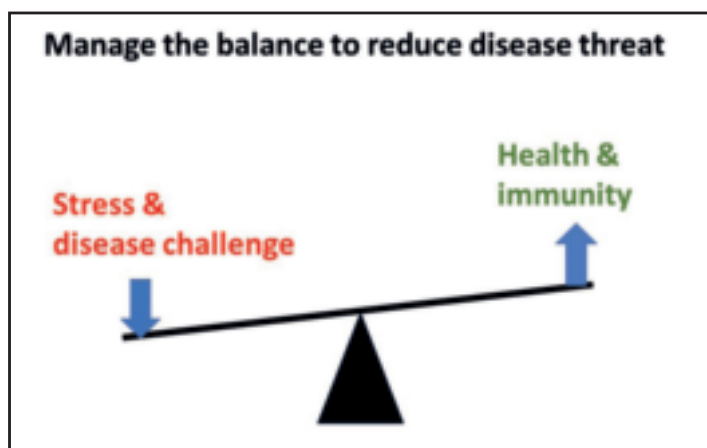 Manage the balance to reduce disease threat
Stress &
disease challenge
Health &
immunity